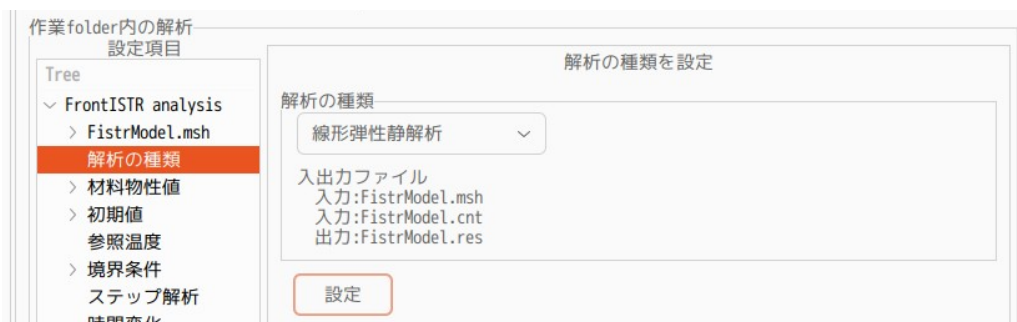 作業folder内の解析
設定項目
Tree
FrontISTR analysis
FistrModel.msh
解析の種類
材料物性値
初期値
参照温度
境界条件
ステップ解析
時間変化
解析の種類を設定
解析の種類
線形弾性静解析
入出力ファイル
入力:FistrModel.msh
入力:FistrModel.cnt
出力:FistrModel.res
設定